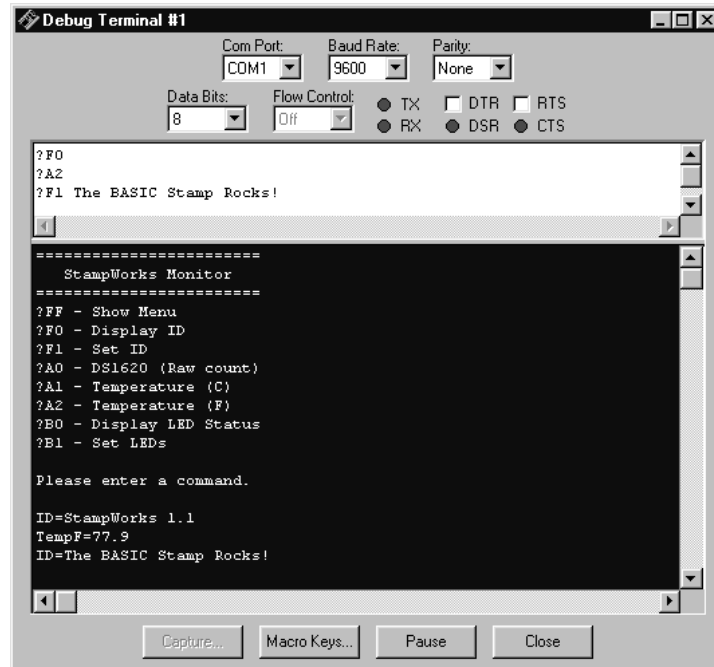 Debug Terminal #1
Com Port: Baud Rate: Parity:
COM1 9600 None
Data Bits: Flow Control: TX DTR RTS
8 Off RX DSR CTS
?F0
?A2
?F1 The BASIC Stamp Rocks!
========================
StampWorks Monitor
========================
?FF - Show Menu
?F0 - Display ID
?F1 - Set ID
?A0 - DS1620 (Raw count)
?A1 - Temperature (C)
?A2 - Temperature (F)
?B0 - Display LED Status
?B1 - Set LEDs
Please enter a command.
ID=StampWorks 1.1
TempF=77.9
ID=The BASIC Stamp Rocks!
Capture... Macro Keys... Pause Close